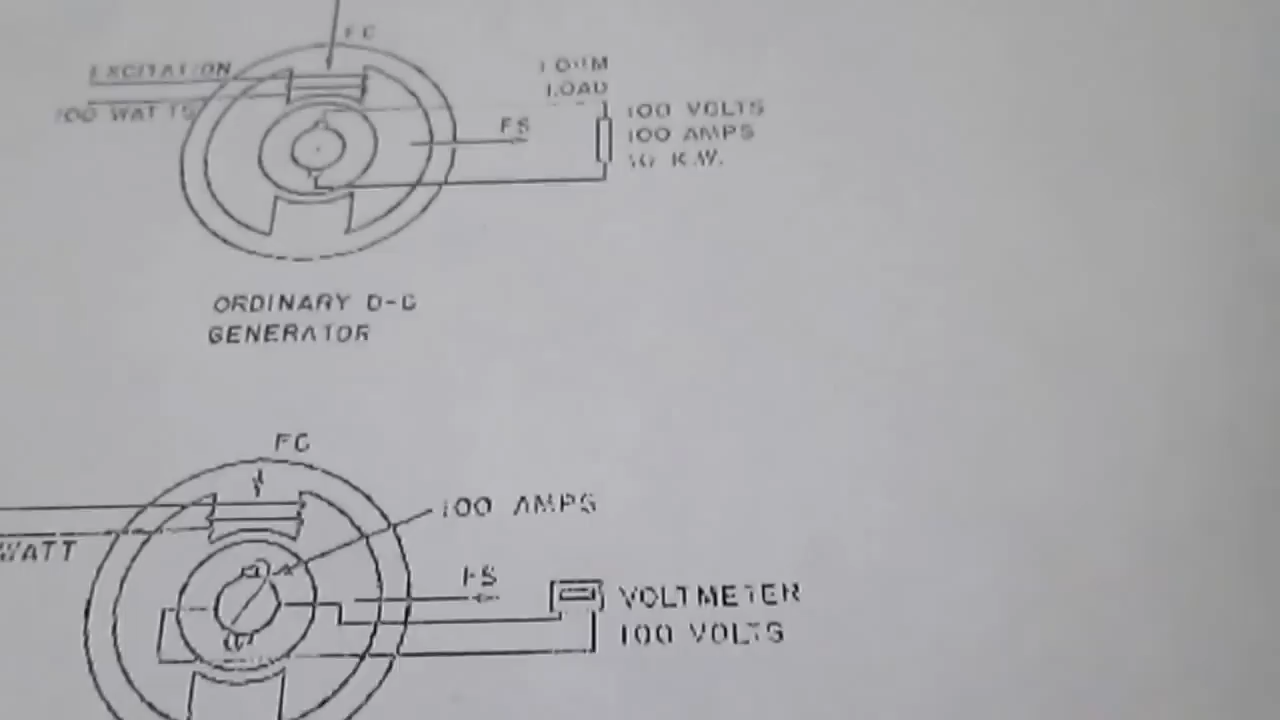 FC
EXCITATION
100 WATTS
1 OHM
LOAD
100 VOLTS
100 AMPS
10 K.W.
FS
ORDINARY D-C
GENERATOR
FC
100 AMPS
WATT
FS
VOLTMETER
100 VOLTS